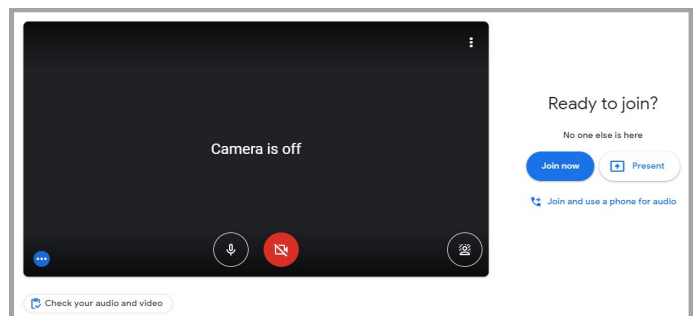 Camera is off
Ready to join?
No one else is here
Join now
Present
Join and use a phone for audio
Check your audio and video